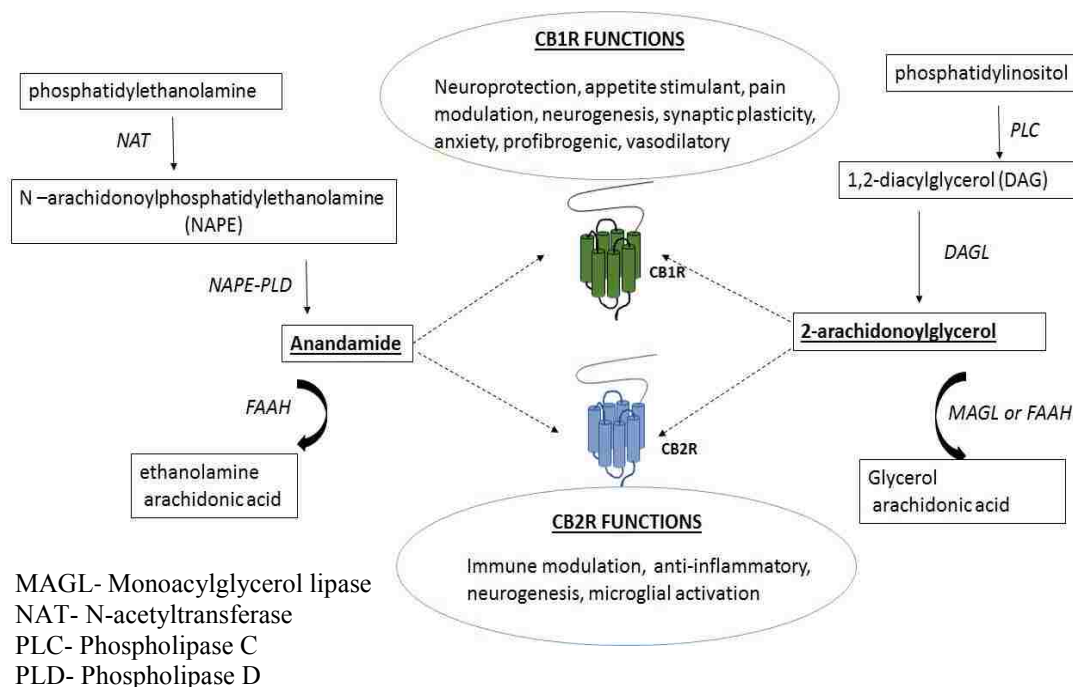 CB1R FUNCTIONS
Neuroprotection, appetite stimulant, pain
modulation, neurogenesis, synaptic plasticity,
anxiety, profibrogenic, vasodilatory
phosphatidylethanolamine
NAT
N –arachidonoylphosphatidylethanolamine
(NAPE)
NAPE-PLD
Anandamide
FAAH
ethanolamine
arachidonic acid
CB1R
CB2R
phosphatidylinositol
PLC
1,2-diacylglycerol (DAG)
DAGL
2-arachidonoylglycerol
MAGL or FAAH
Glycerol
arachidonic acid
CB2R FUNCTIONS
Immune modulation, anti-inflammatory,
neurogenesis, microglial activation
MAGL- Monoacylglycerol lipase
NAT- N-acetyltransferase
PLC- Phospholipase C
PLD- Phospholipase D